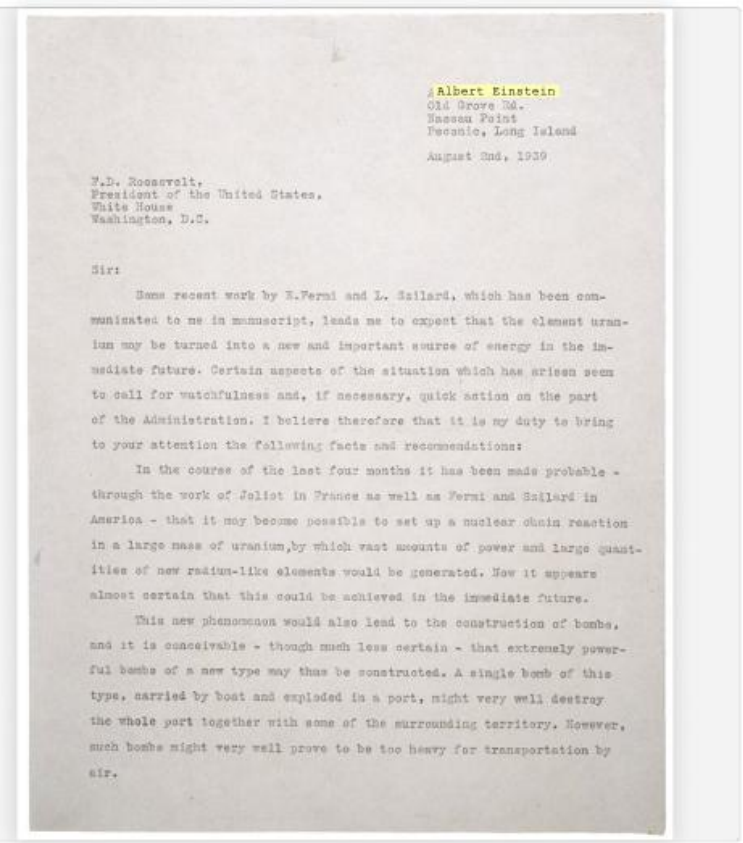 Albert Einstein
Old Grove Rd.
Nassau Point
Peconic, Long Island
August 2nd, 1939
F.D. Roosevelt,
President of the United States,
White House
Washington, D.C.
Sir:
Some recent work by E.Fermi and L. Szilard, which has been com-
municated to me in manuscript, leads me to expect that the element uran-
ium may be turned into a new and important source of energy in the im-
mediate future. Certain aspects of the situation which has arisen seem
to call for watchfulness and, if necessary, quick action on the part
of the Administration. I believe therefore that it is my duty to bring
to your attention the following facts and recommendations:
In the course of the last four months it has been made probable -
through the work of Joliot in France as well as Fermi and Szilard in
America - that it may become possible to set up a nuclear chain reaction
in a large mass of uranium,by which vast amounts of power and large quant-
ities of new radium-like elements would be generated. Now it appears
almost certain that this could be achieved in the immediate future.
This new phenomenon would also lead to the construction of bombs,
and it is conceivable - though much less certain - that extremely power-
ful bombs of a new type may thus be constructed. A single bomb of this
type, carried by boat and exploded in a port, might very well destroy
the whole port together with some of the surrounding territory. However,
such bombs might very well prove to be too heavy for transportation by
air.